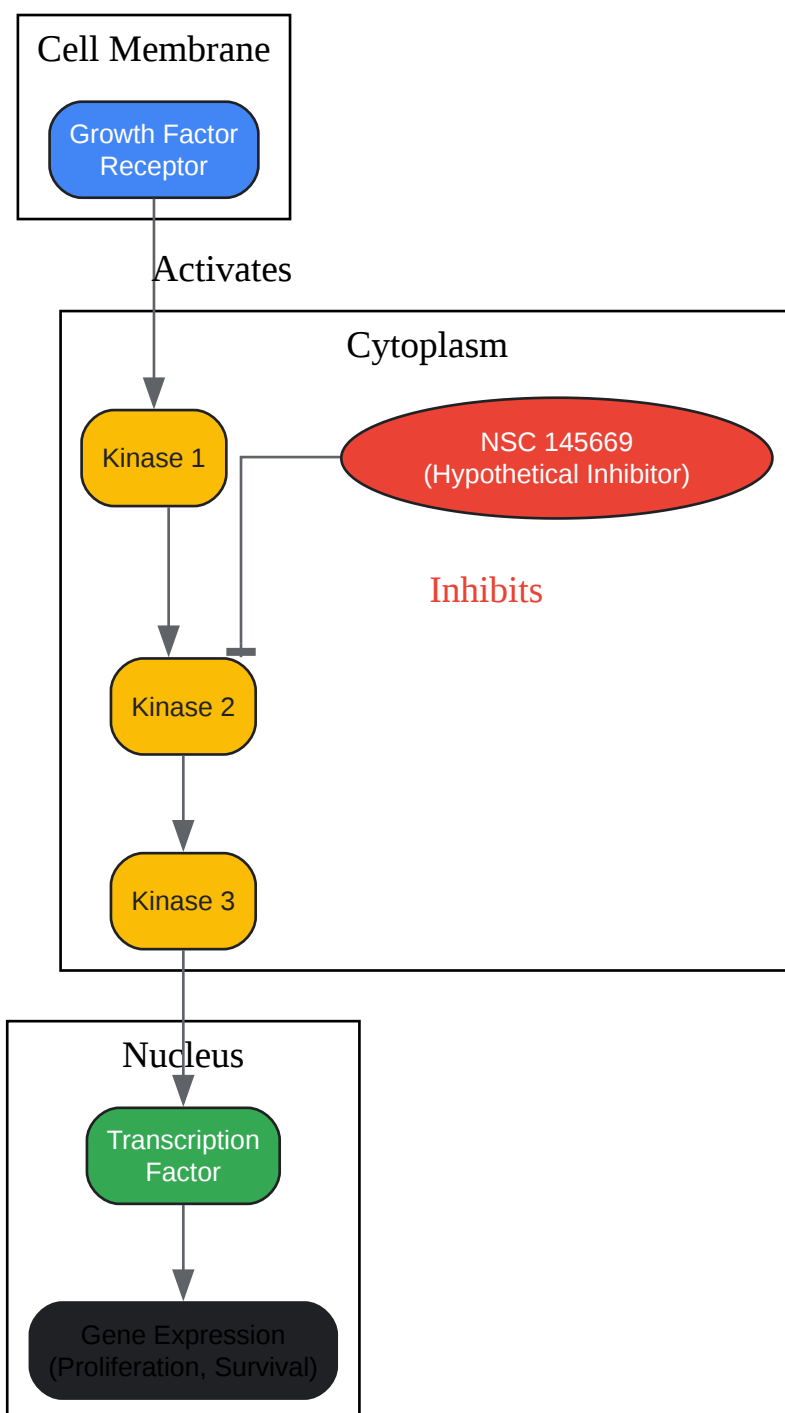 Cell Membrane
Growth Factor
Receptor
Activates
Cytoplasm
Kinase 1
NSC 145669
(Hypothetical Inhibitor)
Inhibits
Kinase 2
Kinase 3
Nucleus
Transcription
Factor
Gene Expression
(Proliferation, Survival)